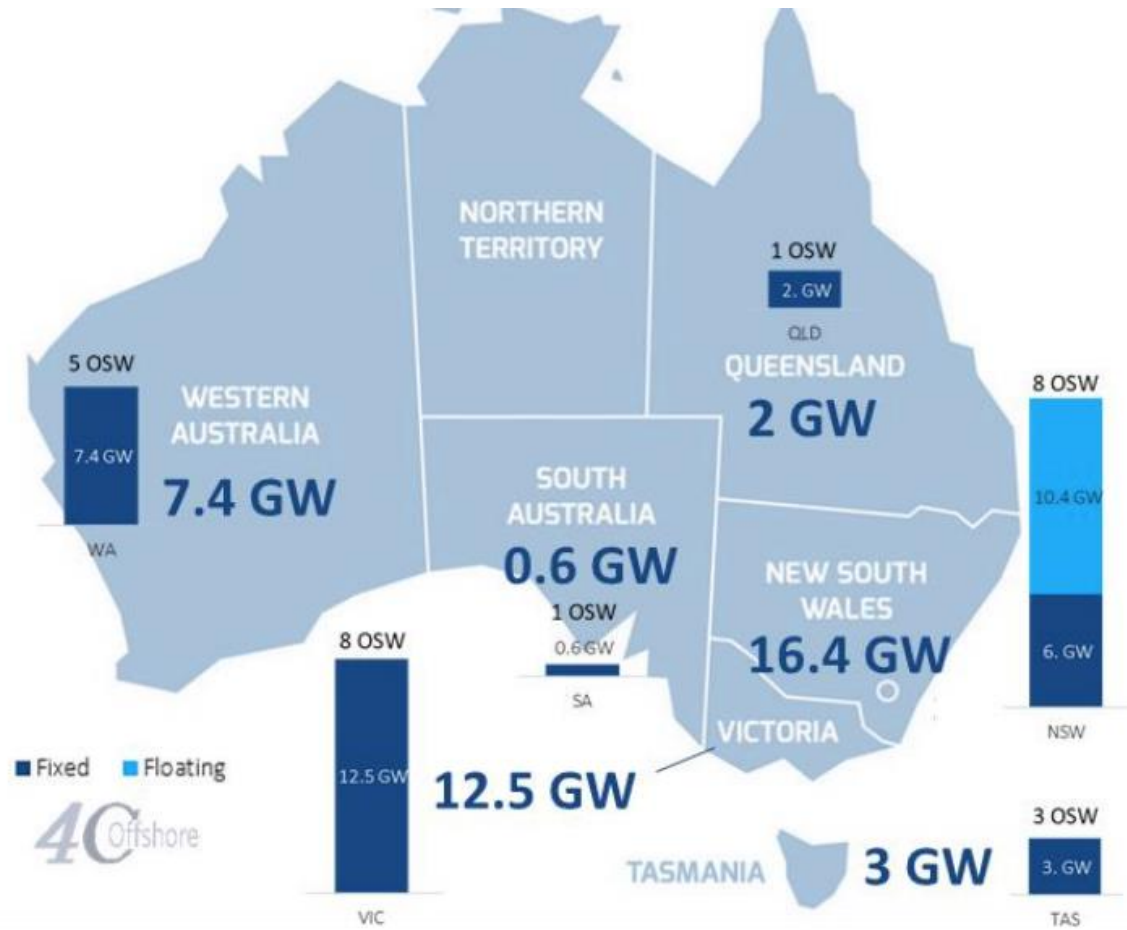 NORTHERN
TERRITORY
1 OSW
2. GW
QLD
QUEENSLAND
2 GW
5 OSW
7.4 GW
WA
WESTERN
AUSTRALIA
7.4 GW
SOUTH
AUSTRALIA
0.6 GW
1 OSW
0.6 GW
SA
8 OSW
10.4 GW
6. GW
NSW
NEW SOUTH
WALES
16.4 GW
8 OSW
12.5 GW
VIC
VICTORIA
12.5 GW
Fixed
Floating
4C Offshore
TASMANIA
3 GW
3 OSW
3. GW
TAS